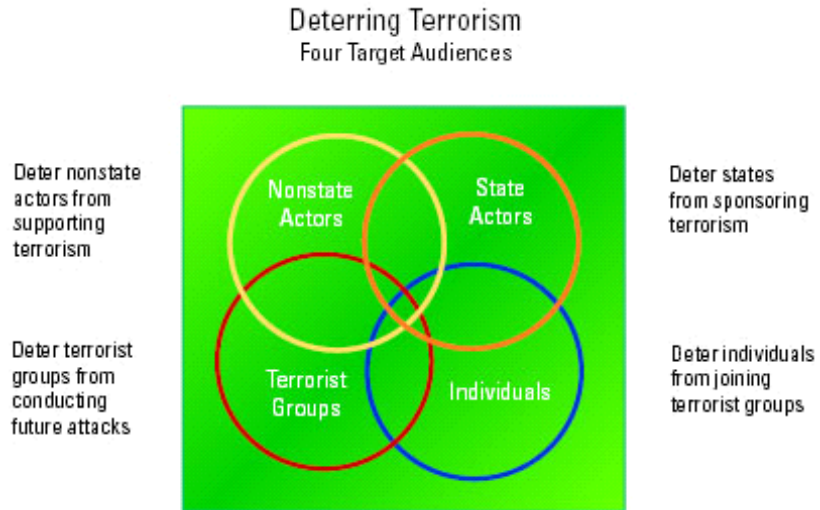 Deterring Terrorism
Four Target Audiences
Deter nonstate
actors from
supporting
terrorism
Nonstate
Actors
State
Actors
Deter states
from sponsoring
terrorism
Deter terrorist
groups from
conducting
future attacks
Terrorist
Groups
Individuals
Deter individuals
from joining
terrorist groups